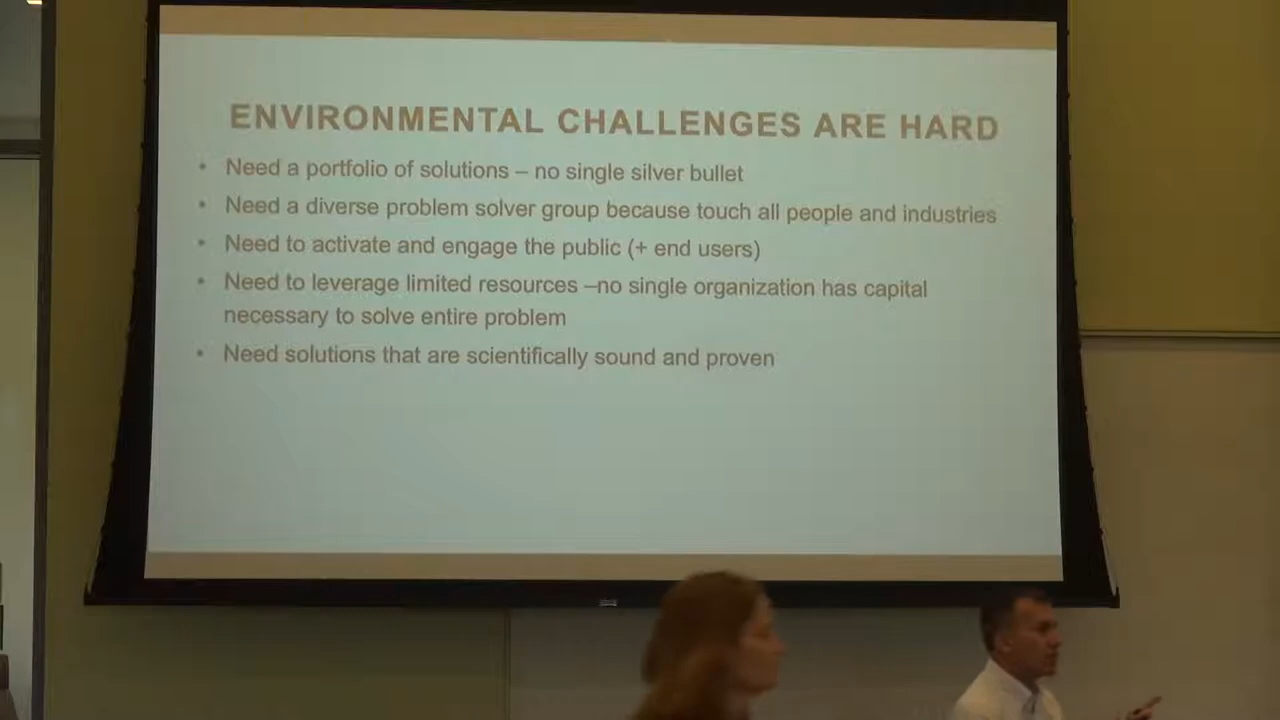 ENVIRONMENTAL CHALLENGES ARE HARD
• Need a portfolio of solutions – no single silver bullet
• Need a diverse problem solver group because touch all people and industries
• Need to activate and engage the public (+ end users)
• Need to leverage limited resources –no single organization has capital
necessary to solve entire problem
• Need solutions that are scientifically sound and proven